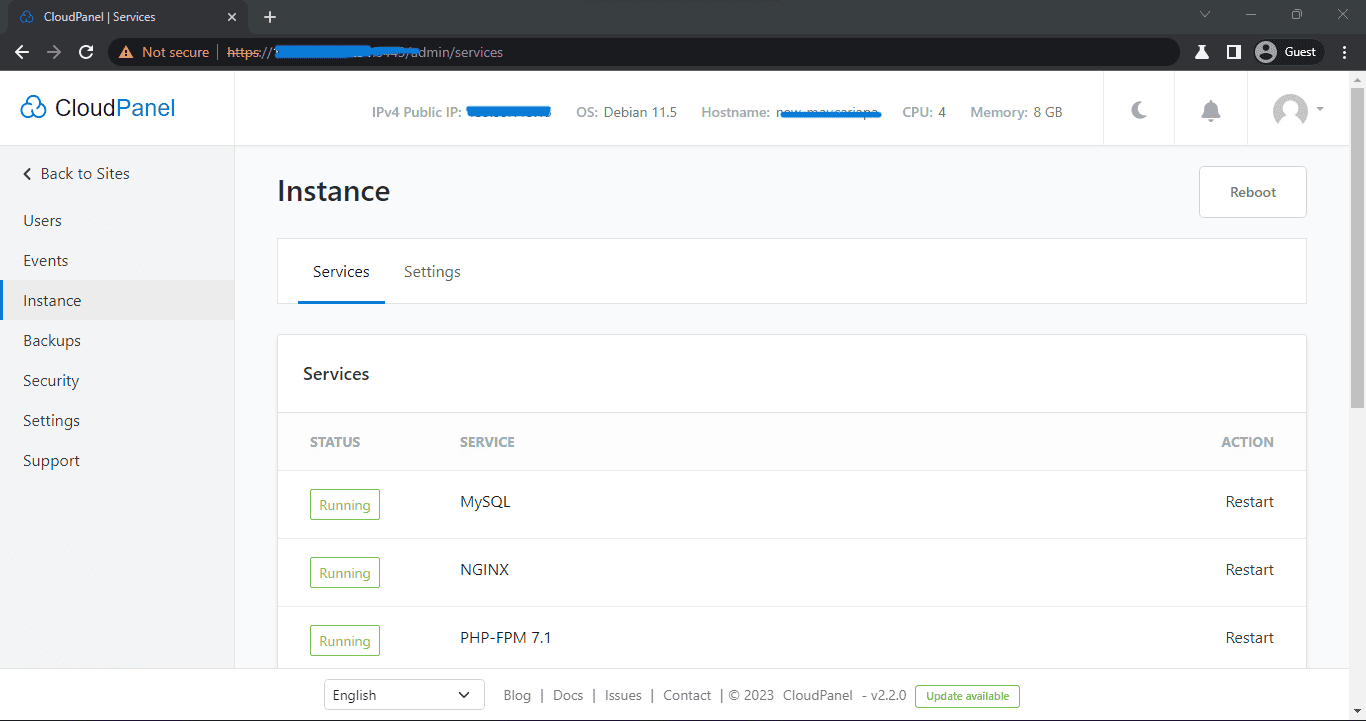 CloudPanel | Services
Not secure https:// admin/services
CloudPanel
IPv4 Public IP: OS: Debian 11.5 Hostname: CPU: 4 Memory: 8 GB
Back to Sites
Users
Events
Instance
Backups
Security
Settings
Support
Guest
Instance
Reboot
Services Settings
Services
STATUS SERVICE ACTION
Running MySQL Restart
Running NGINX Restart
Running PHP-FPM 7.1 Restart
English Blog | Docs | Issues | Contact | © 2023 CloudPanel - v2.2.0 Update available